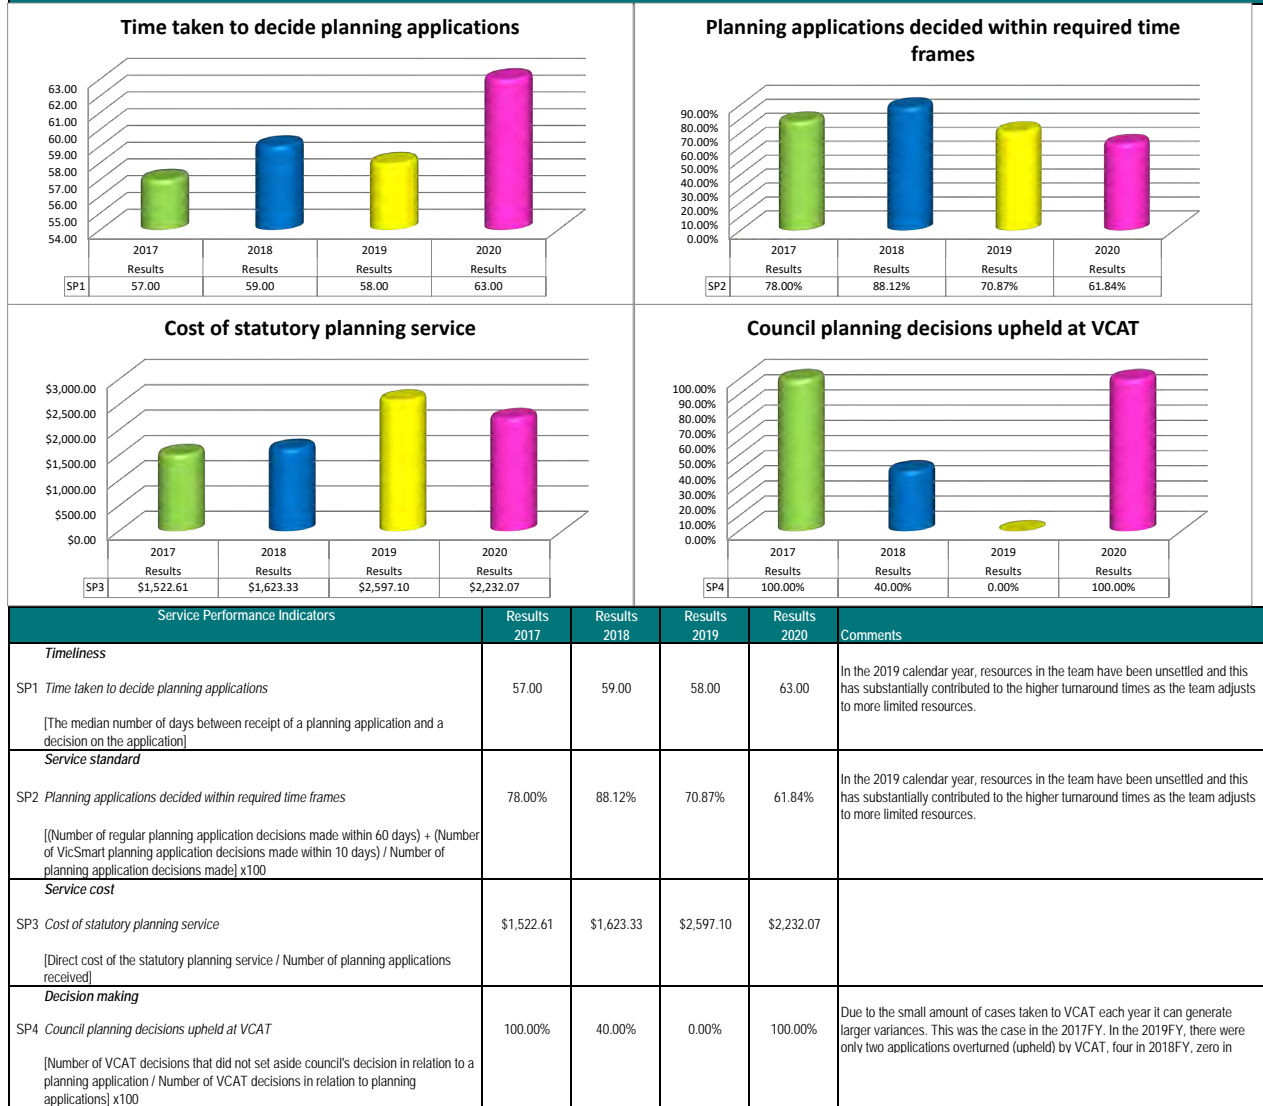 Time taken to decide planning applications
63.00
62.00
61.00
60.00
59.00
58.00
57.00
56.00
55.00
54.00
2017 2018 2019 2020
Results Results Results Results
SP1 57.00 59.00 58.00 63.00
Planning applications decided within required time
frames
90.00%
80.00%
70.00%
60.00%
50.00%
40.00%
30.00%
20.00%
10.00%
0.00%
2017 2018 2019 2020
Results Results Results Results
SP2 78.00% 88.12% 70.87% 61.84%
Cost of statutory planning service
$3,000.00
$2,500.00
$2,000.00
$1,500.00
$1,000.00
$500.00
$0.00
2017 2018 2019 2020
Results Results Results Results
SP3 $1,522.61 $1,623.33 $2,597.10 $2,232.07
Council planning decisions upheld at VCAT
100.00%
90.00%
80.00%
70.00%
60.00%
50.00%
40.00%
30.00%
20.00%
10.00%
0.00%
2017 2018 2019 2020
Results Results Results Results
SP4 100.00% 40.00% 0.00% 100.00%
Service Performance Indicators Results Results Results Results
2017 2018 2019 2020 Comments
Timeliness
SP1 Time taken to decide planning applications 57.00 59.00 58.00 63.00
[The median number of days between receipt of a planning application and a
decision on the application]
In the 2019 calendar year, resources in the team have been unsettled and this
has substantially contributed to the higher turnaround times as the team adjusts
to more limited resources.
Service standard
SP2 Planning applications decided within required time frames 78.00% 88.12% 70.87% 61.84%
[(Number of regular planning application decisions made within 60 days) + (Number
of VicSmart planning application decisions made within 10 days) / Number of
planning application decisions made] x100
In the 2019 calendar year, resources in the team have been unsettled and this
has substantially contributed to the higher turnaround times as the team adjusts
to more limited resources.
Service cost
SP3 Cost of statutory planning service $1,522.61 $1,623.33 $2,597.10 $2,232.07
[Direct cost of the statutory planning service / Number of planning applications
received]
Decision making
SP4 Council planning decisions upheld at VCAT 100.00% 40.00% 0.00% 100.00%
[Number of VCAT decisions that did not set aside council's decision in relation to a
planning application / Number of VCAT decisions in relation to planning
applications] x100
Due to the small amount of cases taken to VCAT each year it can generate
larger variances. This was the case in the 2017FY. In the 2019FY, there were
only two applications overturned (upheld) by VCAT, four in 2018FY, zero in